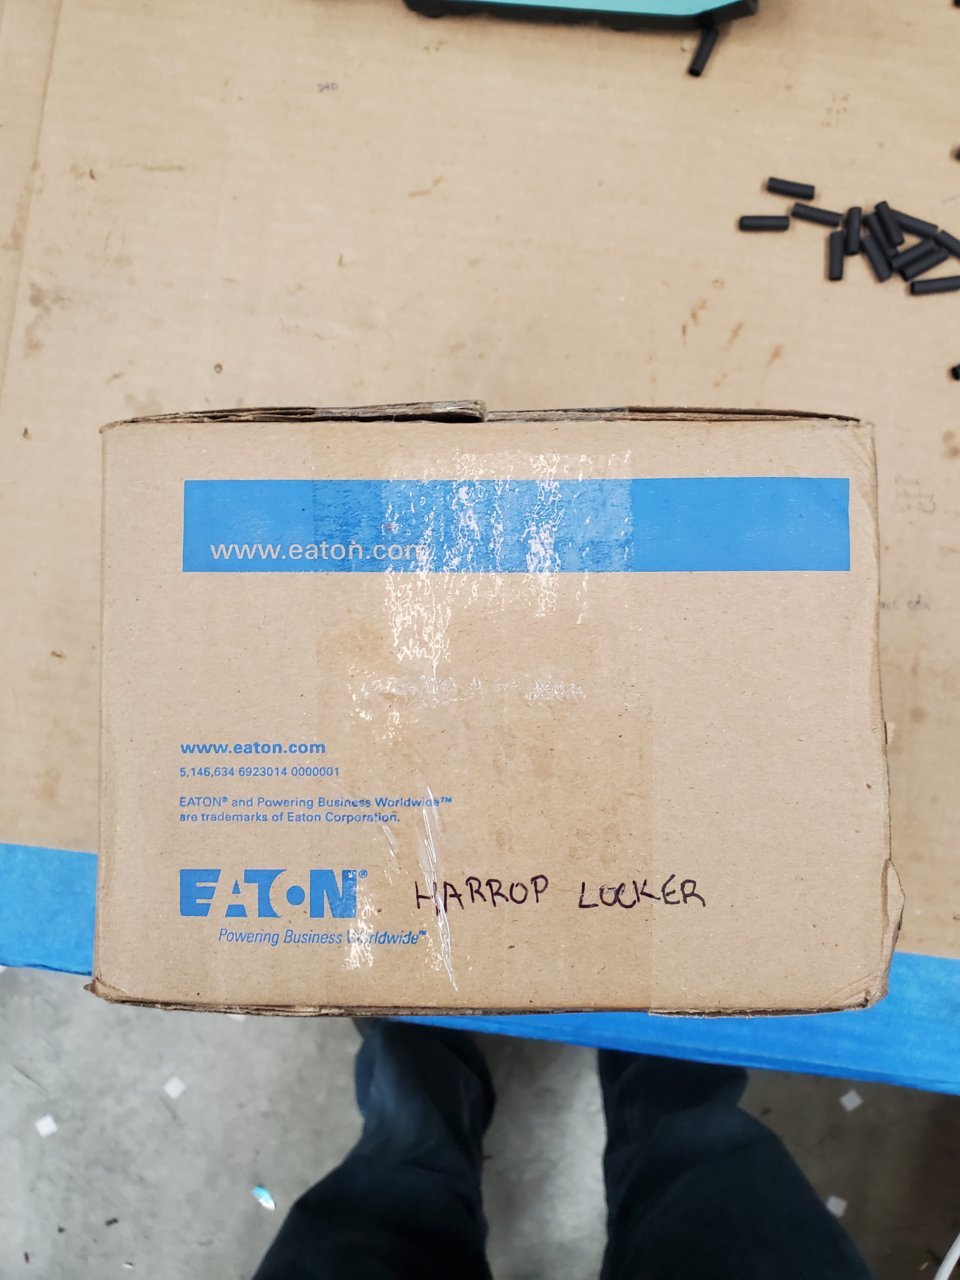 www.eaton.com
www.eaton.com
5,146,634 6923014 0000001
EATON® and Powering Business Worldwide™
are trademarks of Eaton Corporation.
EATON®
HARROP LOCKER
Powering Business Worldwide™